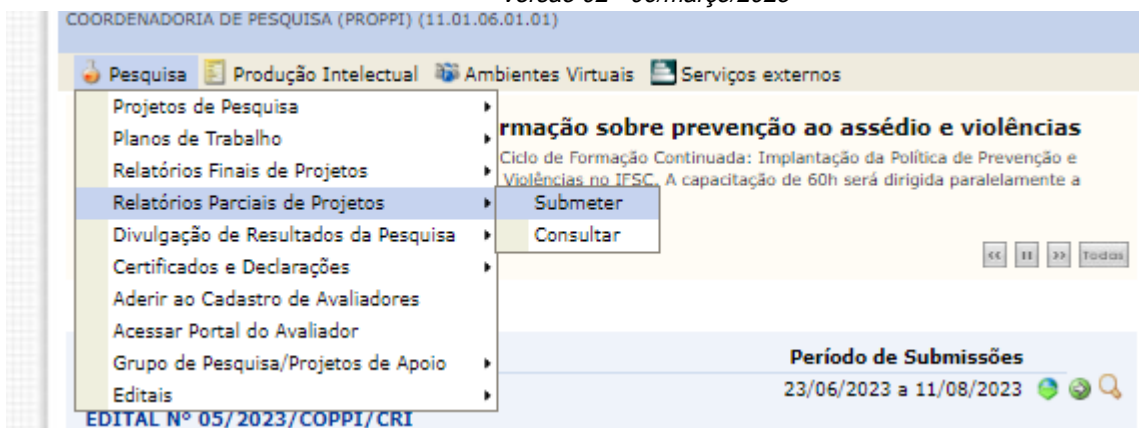 COORDENADORIA DE PESQUISA (PROPPI) (11.01.06.01.01)
Pesquisa Produção Intelectual Ambientes Virtuais Serviços externos
Projetos de Pesquisa
Planos de Trabalho
Relatórios Finais de Projetos
Relatórios Parciais de Projetos
Divulgação de Resultados da Pesquisa
Certificados e Declarações
Aderir ao Cadastro de Avaliadores
Acessar Portal do Avaliador
Grupo de Pesquisa/Projetos de Apoio
Editais
Submeter
Consultar
rmação sobre prevenção ao assédio e violências
Ciclo de Formação Continuada: Implantação da Política de Prevenção e
Violências no IFSC. A capacitação de 60h será dirigida paralelamente a
<< II >> Todas
Período de Submissões
23/06/2023 a 11/08/2023
EDITAL Nº 05/2023/COPPI/CRI